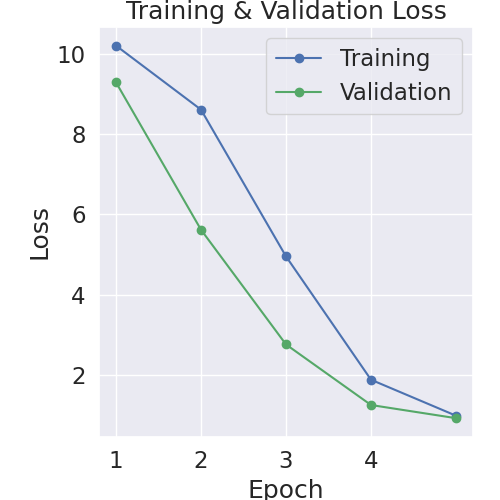 Training & Validation Loss
Training
Validation
Loss
10
8
6
4
2
1 2 3 4
Epoch